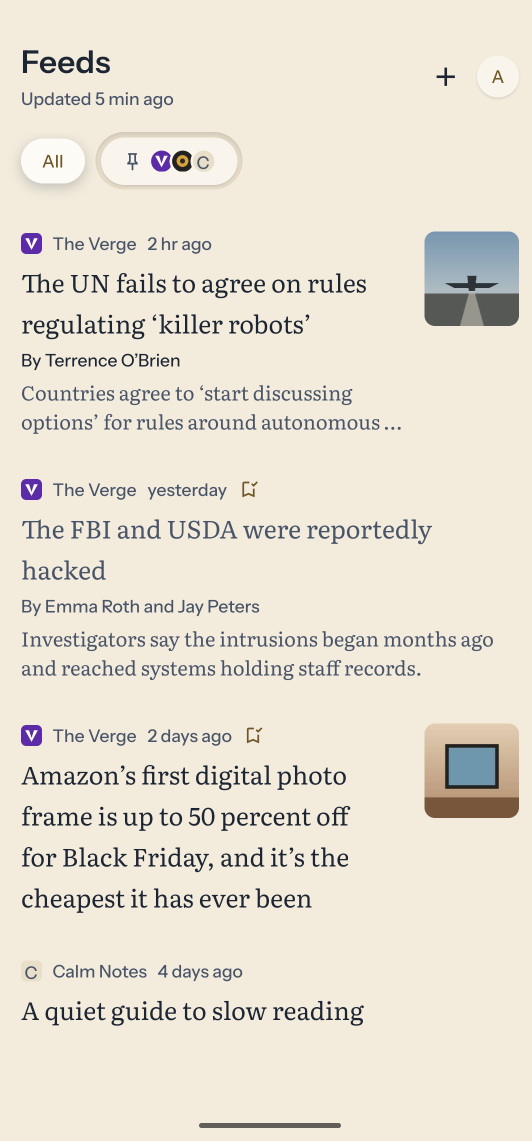 Feeds
Updated 5 min ago
A
All
C
The Verge 2 hr ago
The UN fails to agree on rules
regulating ‘killer robots’
By Terrence O’Brien
Countries agree to ‘start discussing
options’ for rules around autonomous …
The Verge yesterday
The FBI and USDA were reportedly
hacked
By Emma Roth and Jay Peters
Investigators say the intrusions began months ago
and reached systems holding staff records.
The Verge 2 days ago
Amazon’s first digital photo
frame is up to 50 percent off
for Black Friday, and it’s the
cheapest it has ever been
C Calm Notes 4 days ago
A quiet guide to slow reading